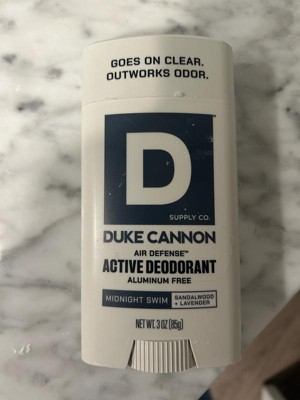 GOES ON CLEAR.
OUTWORKS ODOR.
D
SUPPLY CO.
DUKE CANNON
AIR DEFENSE™
ACTIVE DEODORANT
ALUMINUM FREE
MIDNIGHT SWIM
SANDALWOOD
+ LAVENDER
NET WT. 3 OZ (85g)